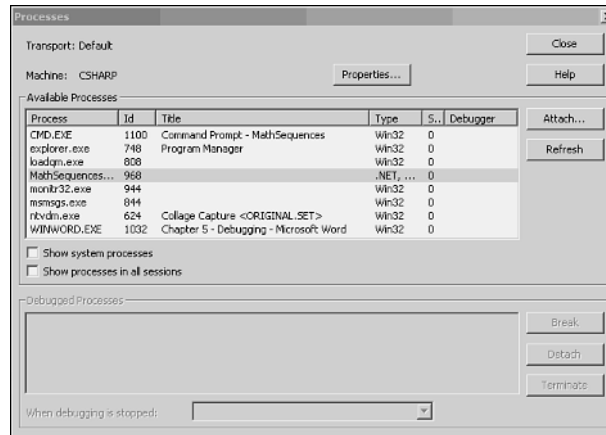 Processes
Transport: Default
Close
Machine: CSHARP
Properties...
Help
Available Processes
Process Id Title Type S.. Debugger
Attach...
CMD.EXE 1100 Command Prompt - MathSequences Win32 0
explorer.exe 748 Program Manager Win32 0
Refresh
loadqm.exe 808 Win32 0
MathSequences... 968 .NET, ... 0
monitr32.exe 944 Win32 0
msmsgs.exe 844 Win32 0
ntvdm.exe 624 Collage Capture <ORIGINAL.SET> Win32 0
WINWORD.EXE 1032 Chapter 5 - Debugging - Microsoft Word Win32 0
Show system processes
Show processes in all sessions
Debugged Processes
Break
Detach
Terminate
When debugging is stopped: